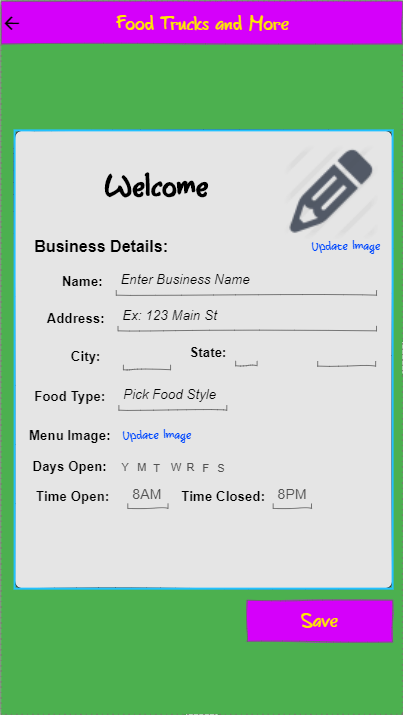 Food Trucks and More
Welcome
Business Details:
Update Image
Name: Enter Business Name
Address: Ex: 123 Main St
City: State:
Food Type: Pick Food Style
Menu Image: Update Image
Days Open: Y M T W R F S
Time Open: 8AM Time Closed: 8PM
Save